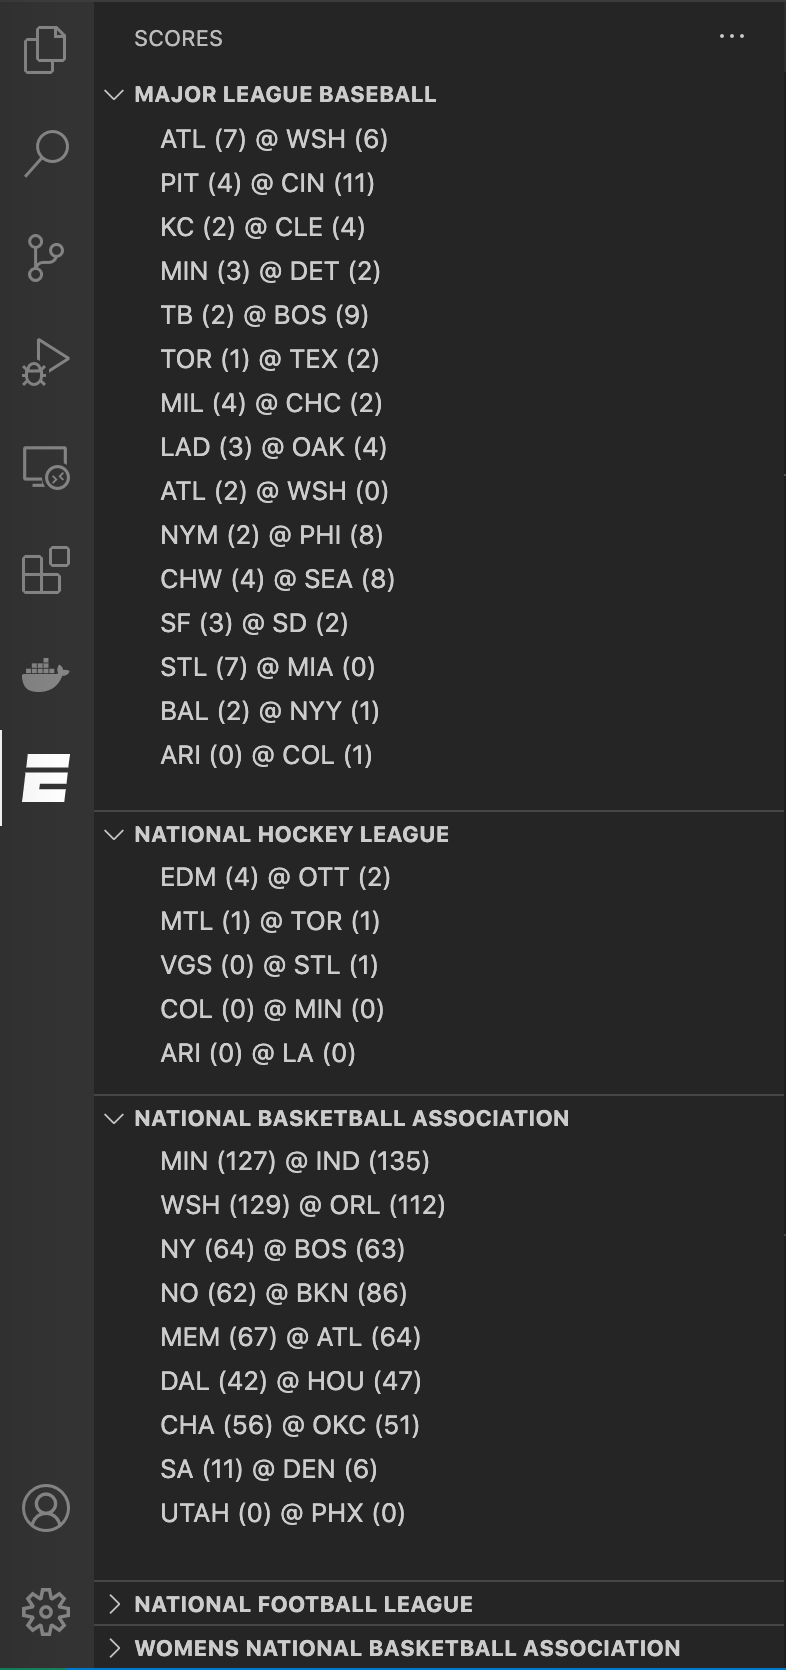 SCORES
MAJOR LEAGUE BASEBALL
ATL (7) @ WSH (6)
PIT (4) @ CIN (11)
KC (2) @ CLE (4)
MIN (3) @ DET (2)
TB (2) @ BOS (9)
TOR (1) @ TEX (2)
MIL (4) @ CHC (2)
LAD (3) @ OAK (4)
ATL (2) @ WSH (0)
NYM (2) @ PHI (8)
CHW (4) @ SEA (8)
SF (3) @ SD (2)
STL (7) @ MIA (0)
BAL (2) @ NYY (1)
ARI (0) @ COL (1)
NATIONAL HOCKEY LEAGUE
EDM (4) @ OTT (2)
MTL (1) @ TOR (1)
VGS (0) @ STL (1)
COL (0) @ MIN (0)
ARI (0) @ LA (0)
NATIONAL BASKETBALL ASSOCIATION
MIN (127) @ IND (135)
WSH (129) @ ORL (112)
NY (64) @ BOS (63)
NO (62) @ BKN (86)
MEM (67) @ ATL (64)
DAL (42) @ HOU (47)
CHA (56) @ OKC (51)
SA (11) @ DEN (6)
UTAH (0) @ PHX (0)
NATIONAL FOOTBALL LEAGUE
WOMENS NATIONAL BASKETBALL ASSOCIATION